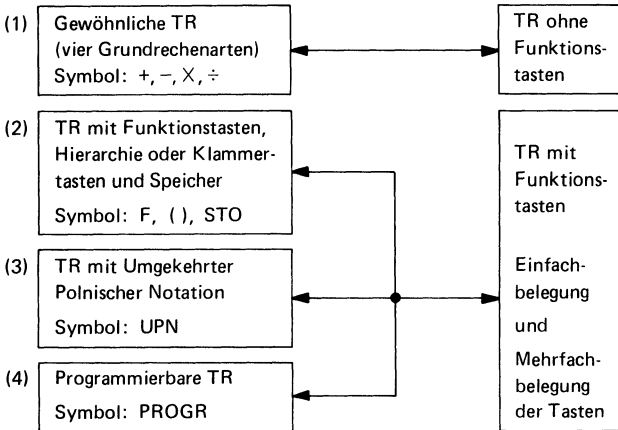 (1) Gewöhnliche TR
(vier Grundrechenarten)
Symbol: +, −, X, ÷
TR ohne
Funktions-
tasten
(2) TR mit Funktionstasten,
Hierarchie oder Klammer-
tasten und Speicher
Symbol: F, ( ), STO
(3) TR mit Umgekehrter
Polnischer Notation
Symbol: UPN
(4) Programmierbare TR
Symbol: PROGR
TR mit
Funktions-
tasten
Einfach-
belegung
und
Mehrfach-
belegung
der Tasten